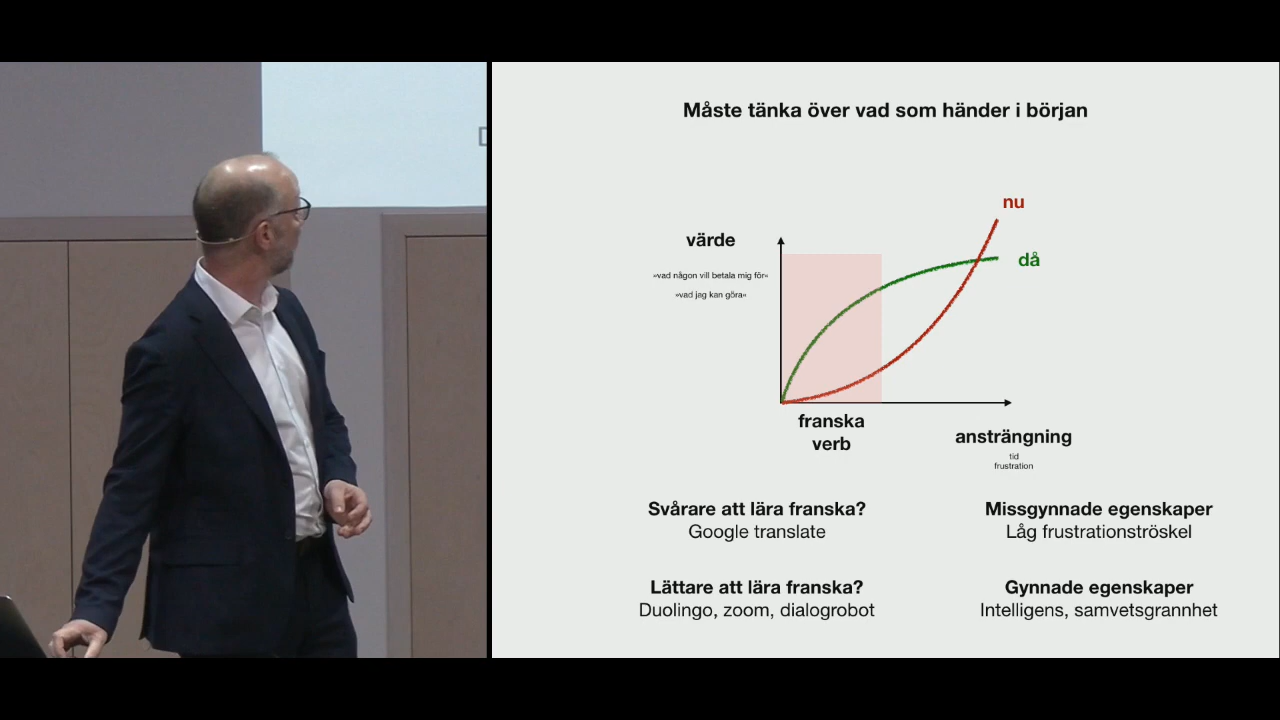 Måste tänka över vad som händer i början
nu
värde
då
»vad någon vill betala mig för«
»vad jag kan göra«
franska
verb
ansträngning
tid
frustration
Svårare att lära franska?
Google translate
Missgynnade egenskaper
Låg frustrationströskel
Lättare att lära franska?
Duolingo, zoom, dialogrobot
Gynnade egenskaper
Intelligens, samvetsgrannhet